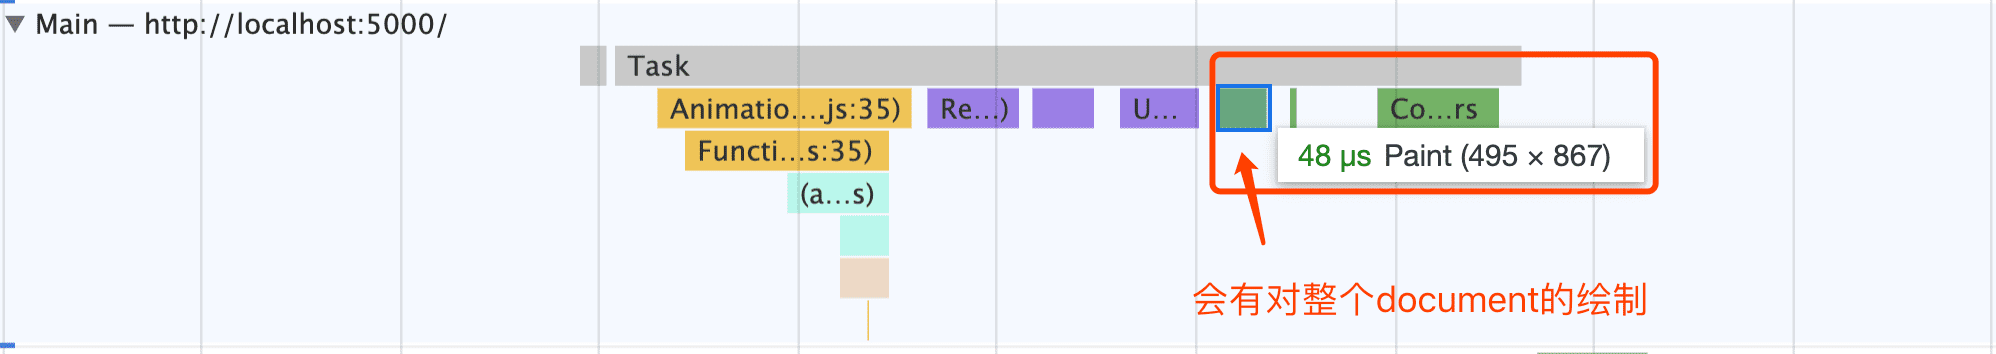 Main — http://localhost:5000/
Task
Animatio....js:35) Re...) U... Co...rs
Functi...s:35) 48 µs Paint (495 × 867)
(a...s)
会有对整个document的绘制